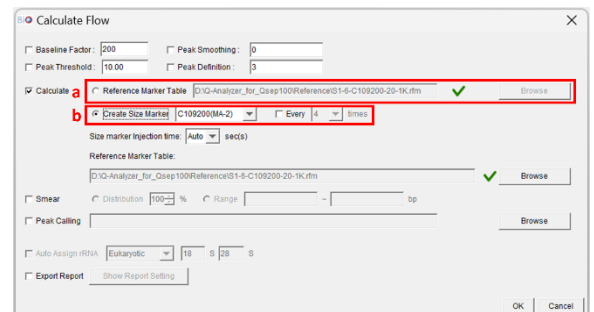 BiO Calculate Flow
Baseline Factor: 200 Peak Smoothing: 0
Peak Threshold: 10.00 Peak Definition: 3
Calculate a Reference Marker Table D:\Q-Analyzer_for_Qsep100\Reference\S1-6-C109200-20-1K.rfm Browse
b Create Size Marker C109200(MA-2) Every 4 times
Size marker Injection time: Auto sec(s)
Reference Marker Table:
D:\Q-Analyzer_for_Qsep100\Reference\S1-6-C109200-20-1K.rfm Browse
Smear Distribution 100 % Range ~ bp
Peak Calling Browse
Auto Assign rRNA Eukaryotic 18 S 28 S
Export Report Show Report Setting
OK Cancel